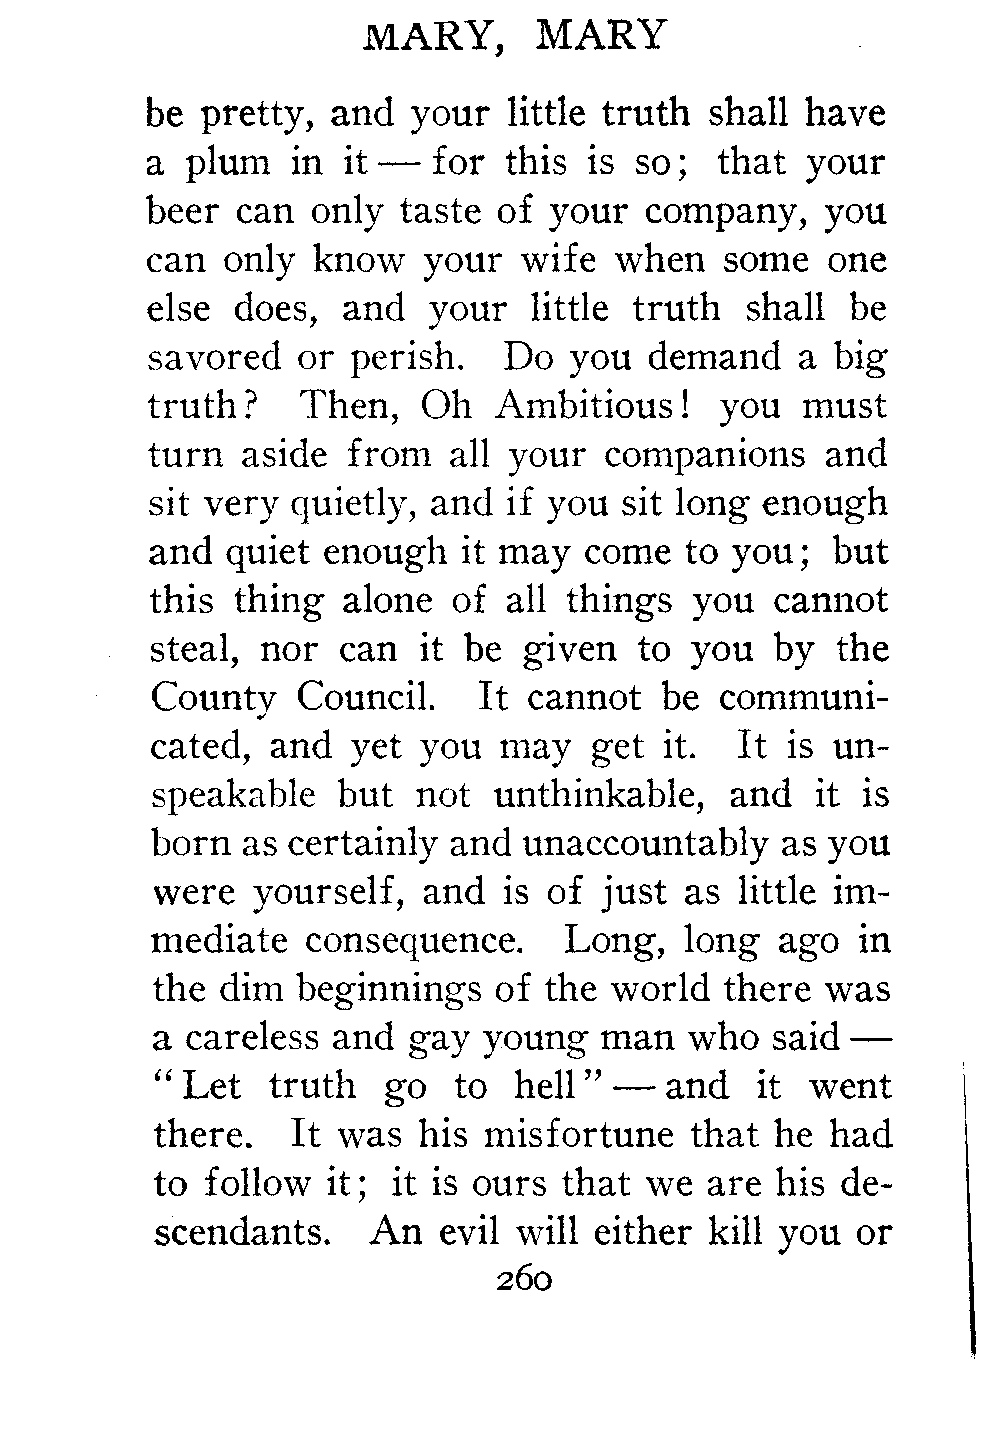 MARY, MARY
be pretty, and your little truth shall have
a plum in it — for this is so; that your
beer can only taste of your company, you
can only know your wife when some one
else does, and your little truth shall be
savored or perish. Do you demand a big
truth? Then, Oh Ambitious! you must
turn aside from all your companions and
sit very quietly, and if you sit long enough
and quiet enough it may come to you; but
this thing alone of all things you cannot
steal, nor can it be given to you by the
County Council. It cannot be communi-
cated, and yet you may get it. It is un-
speakable but not unthinkable, and it is
born as certainly and unaccountably as you
were yourself, and is of just as little im-
mediate consequence. Long, long ago in
the dim beginnings of the world there was
a careless and gay young man who said —
“Let truth go to hell” — and it went
there. It was his misfortune that he had
to follow it; it is ours that we are his de-
scendants. An evil will either kill you or
260